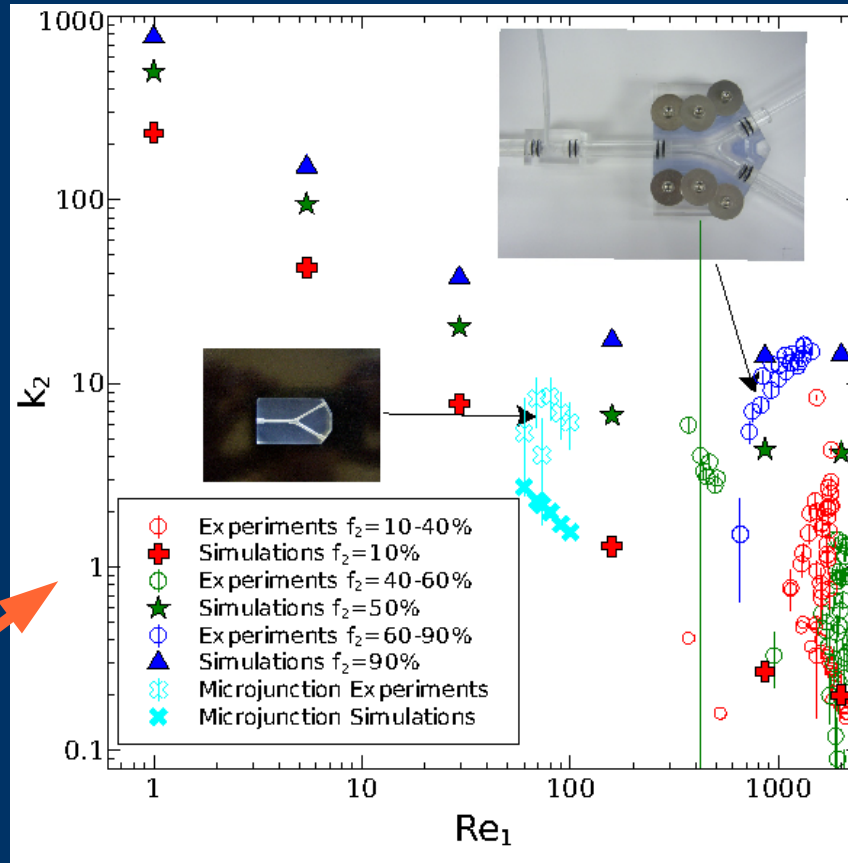 1000
100
10
1
0.1
k₂
Experiments f₂=10-40%
Simulations f₂=10%
Experiments f₂=40-60%
Simulations f₂=50%
Experiments f₂=60-90%
Simulations f₂=90%
Microjunction Experiments
Microjunction Simulations
1 10 100 1000
Re₁